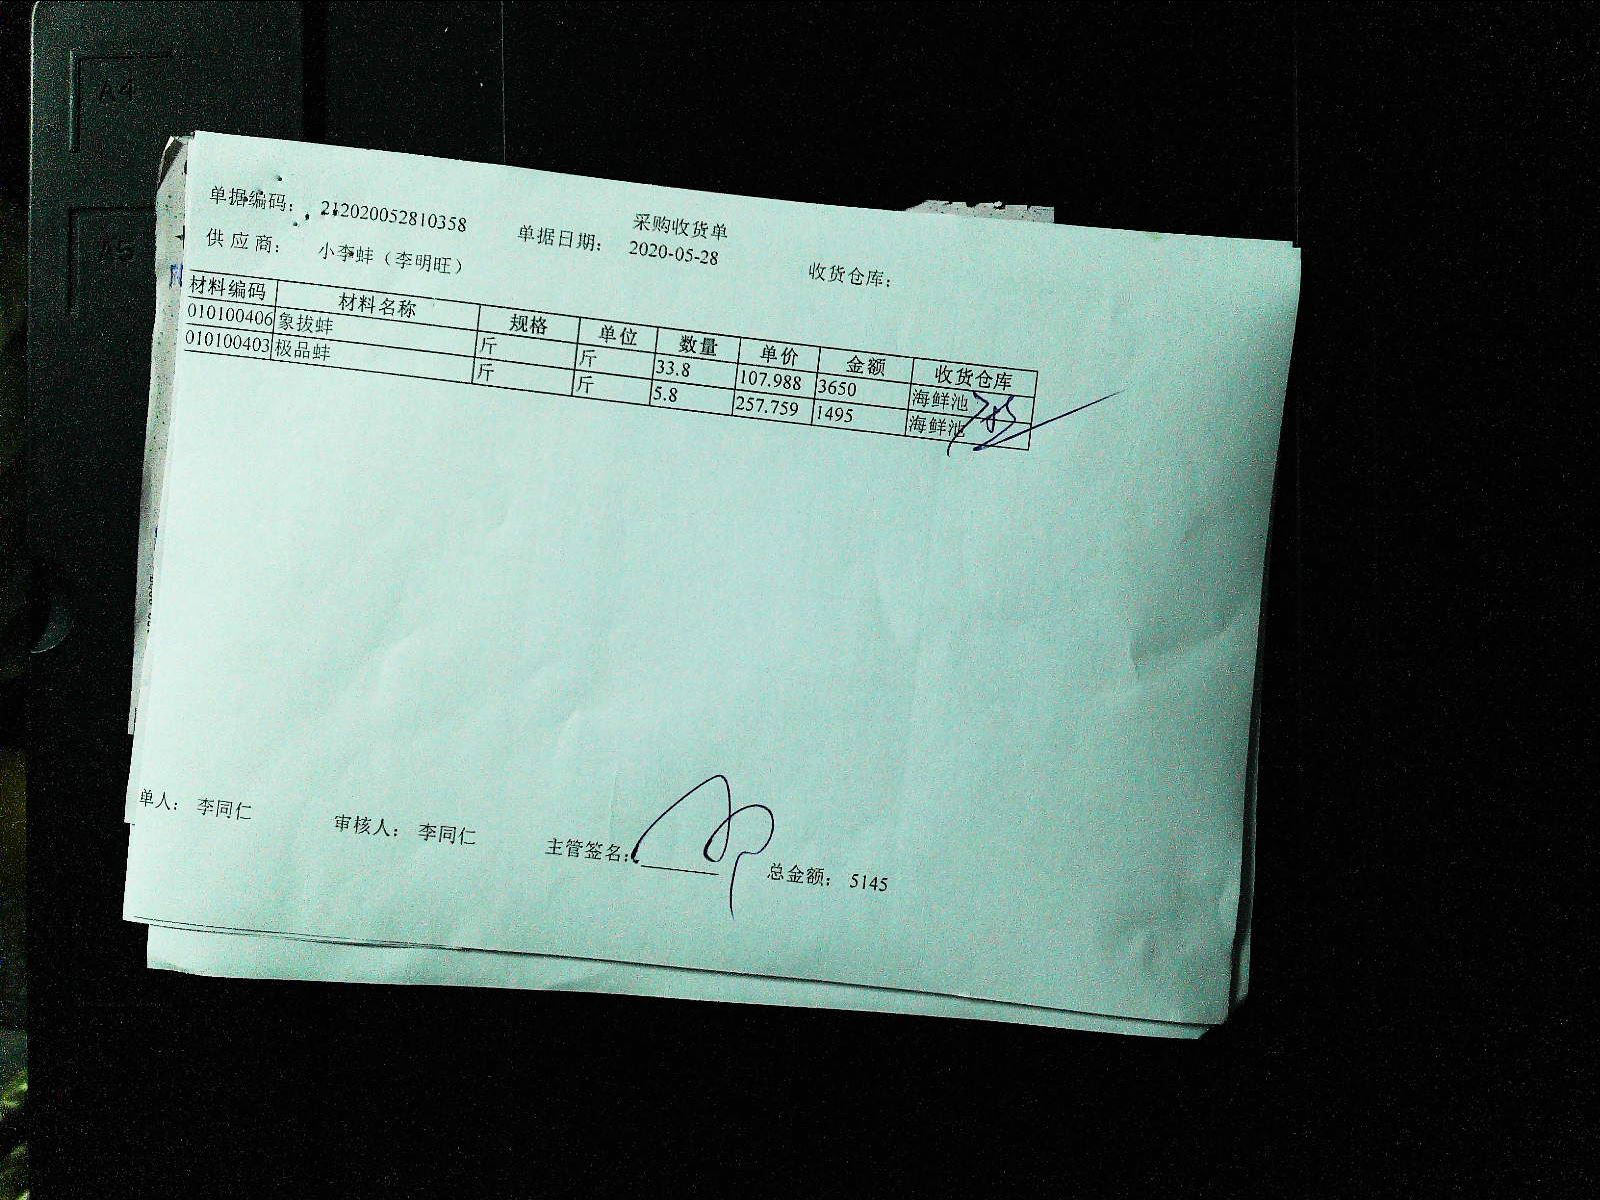 A4
A5
采购收货单
单据编码： 212020052810358 单据日期： 2020-05-28 收货仓库：
供应商： 小李蚌（李明旺）
材料编码 材料名称 规格 单位 数量 单价 金额 收货仓库
010100406 象拔蚌 斤 斤 33.8 107.988 3650 海鲜池
010100403 极品蚌 斤 斤 5.8 257.759 1495 海鲜池
单人： 李同仁 审核人： 李同仁 主管签名： 总金额： 5145